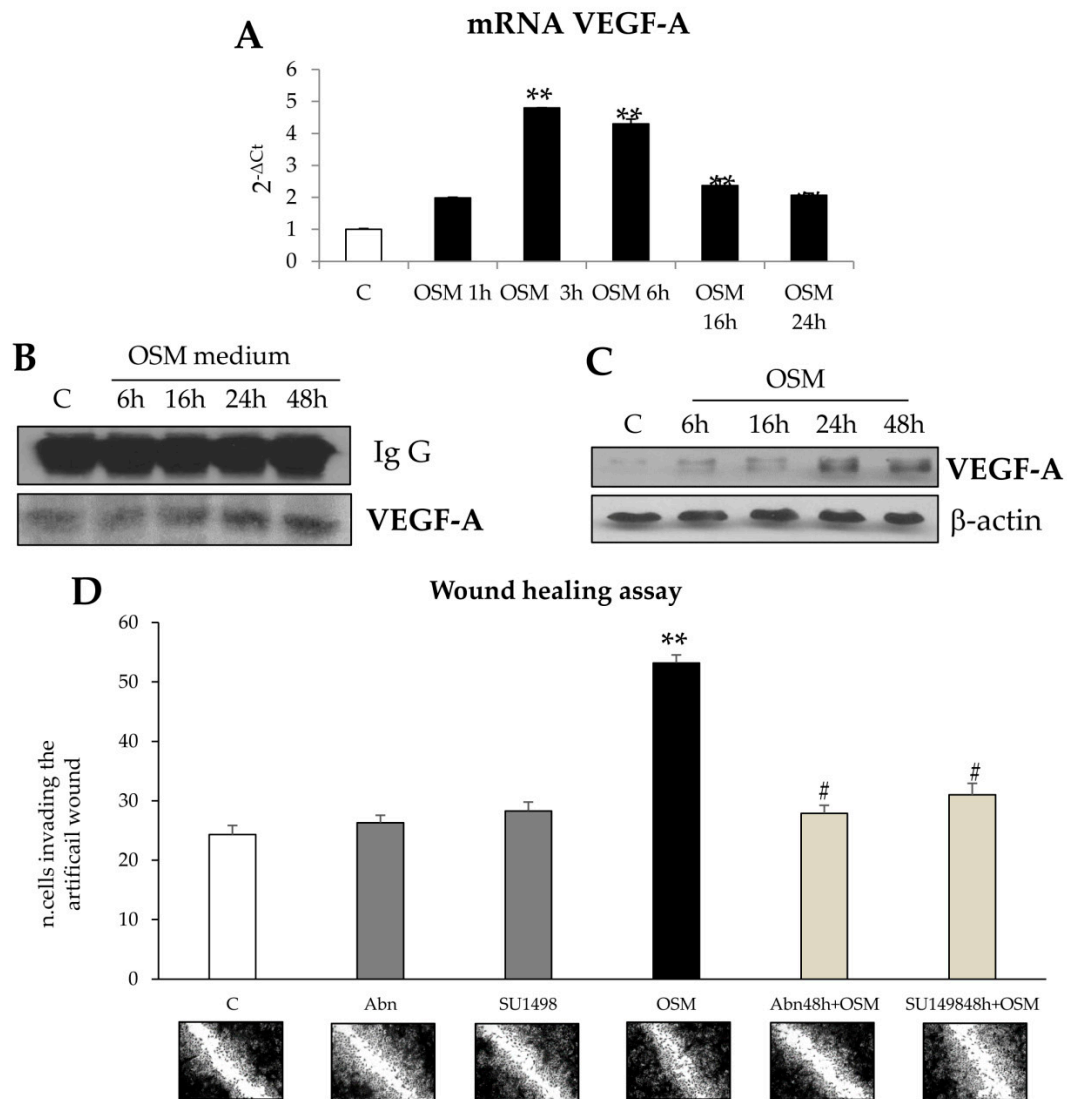 A
mRNA VEGF-A
6
5
4
3
2
1
0
2-ΔCt
**
**
**
**
C
OSM 1h
OSM 3h
OSM 6h
OSM
16h
OSM
24h
B
OSM medium
C 6h 16h 24h 48h
Ig G
VEGF-A
C
OSM
C 6h 16h 24h 48h
VEGF-A
β-actin
D
Wound healing assay
60
50
40
30
20
10
0
n.cells invading the
artificail wound
**
#
#
C
Abn
SU1498
OSM
Abn48h+OSM
SU149848h+OSM